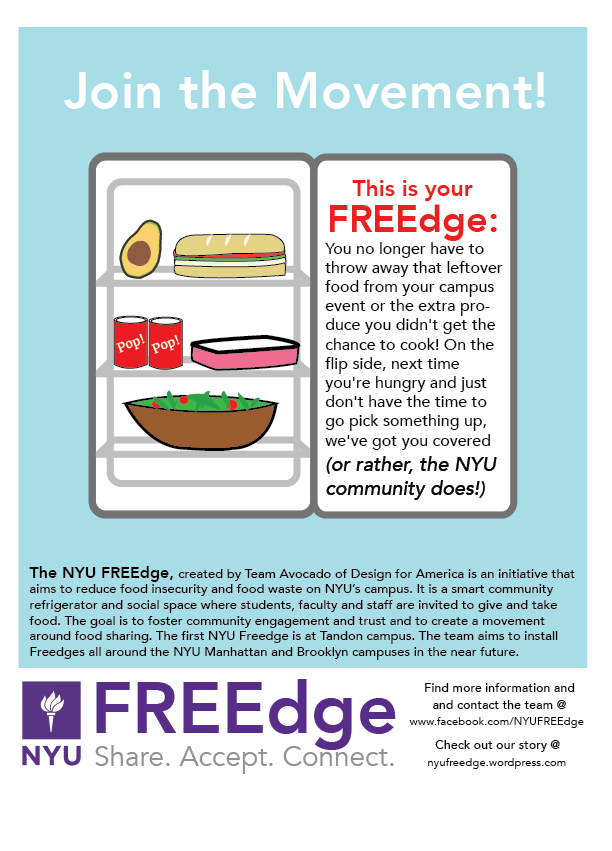 Join the Movement!
This is your
FREEdge:
You no longer have to
throw away that leftover
food from your campus
event or the extra pro-
duce you didn't get the
chance to cook! On the
flip side, next time
you're hungry and just
don't have the time to
go pick something up,
we've got you covered
(or rather, the NYU
community does!)
Pop!
Pop!
The NYU FREEdge, created by Team Avocado of Design for America is an initiative that
aims to reduce food insecurity and food waste on NYU's campus. It is a smart community
refrigerator and social space where students, faculty and staff are invited to give and take
food. The goal is to foster community engagement and trust and to create a movement
around food sharing. The first NYU Freedge is at Tandon campus. The team aims to install
Freedges all around the NYU Manhattan and Brooklyn campuses in the near future.
NYU
FREEdge
Share. Accept. Connect.
Find more information and
and contact the team @
www.facebook.com/NYUFREEdge
Check out our story @
nyufreedge.wordpress.com